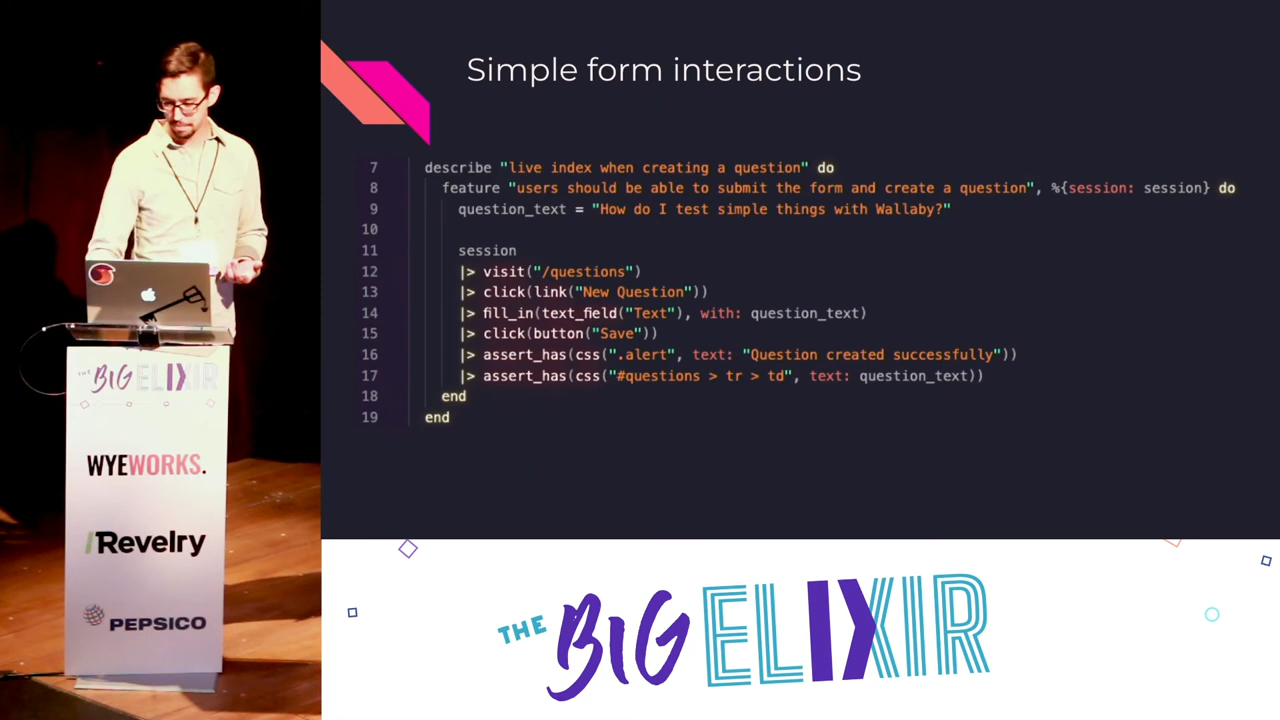 Simple form interactions
7 describe "live index when creating a question" do
8 feature "users should be able to submit the form and create a question", %{session: session} do
9 question_text = "How do I test simple things with Wallaby?"
10
11 session
12 |> visit("/questions")
13 |> click(link("New Question"))
14 |> fill_in(text_field("Text"), with: question_text)
15 |> click(button("Save"))
16 |> assert_has(css(".alert", text: "Question created successfully"))
17 |> assert_has(css("#questions > tr > td", text: question_text))
18 end
19 end
THE BIG ELIXIR
WYEWORKS.
Revelry
PEPSICO
THE BIG ELIXIR